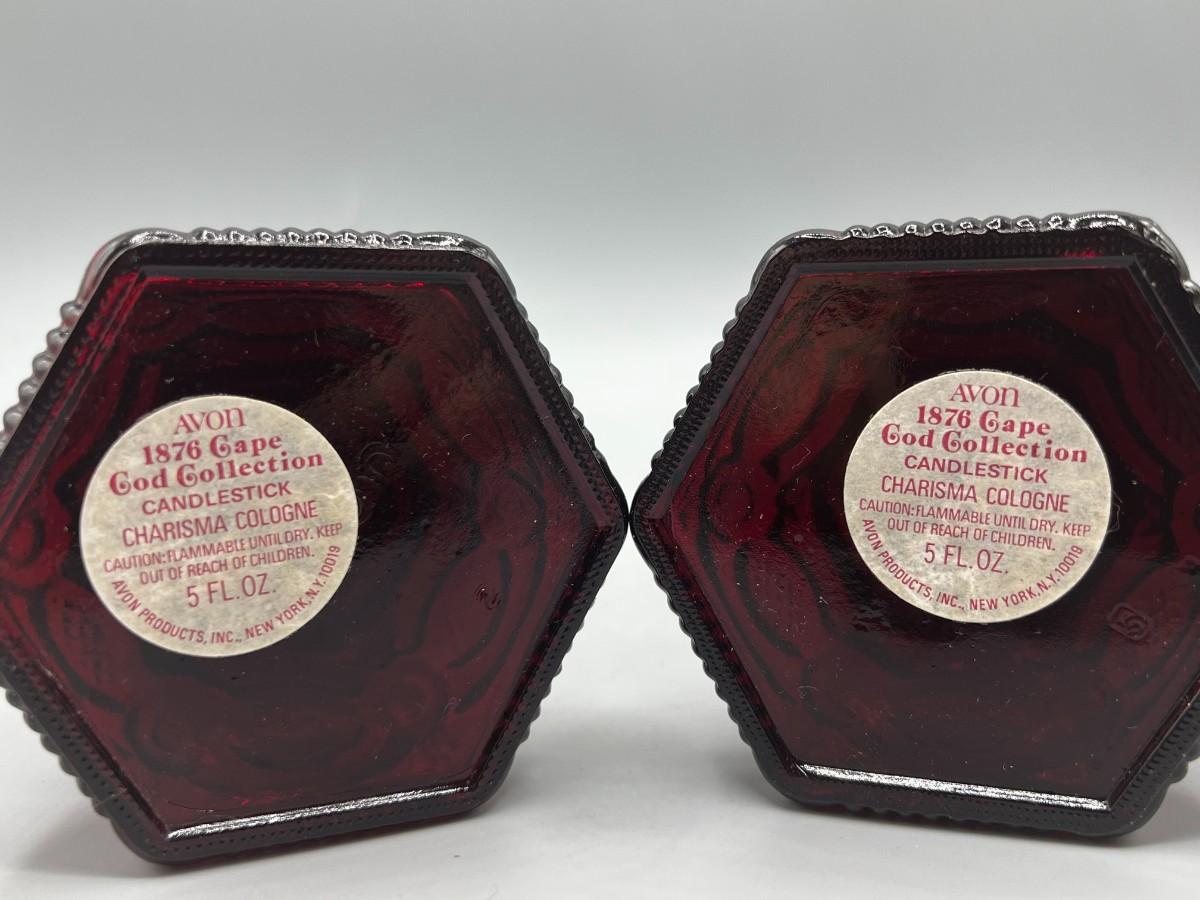 AVON
1876 Cape
Cod Collection
CANDLESTICK
CHARISMA COLOGNE
CAUTION: FLAMMABLE UNTIL DRY. KEEP
OUT OF REACH OF CHILDREN.
5 FL. OZ.
AVON PRODUCTS, INC., NEW YORK, N.Y. 10019
AVON
1876 Cape
Cod Collection
CANDLESTICK
CHARISMA COLOGNE
CAUTION: FLAMMABLE UNTIL DRY. KEEP
OUT OF REACH OF CHILDREN.
5 FL. OZ.
AVON PRODUCTS, INC., NEW YORK, N.Y. 10019